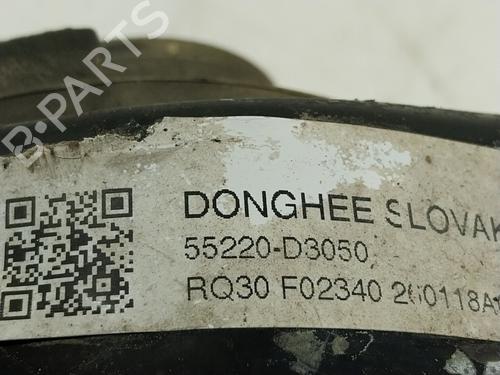 B-PARTS
DONGHEE SLOVAK
55220-D3050
RQ30 F02340